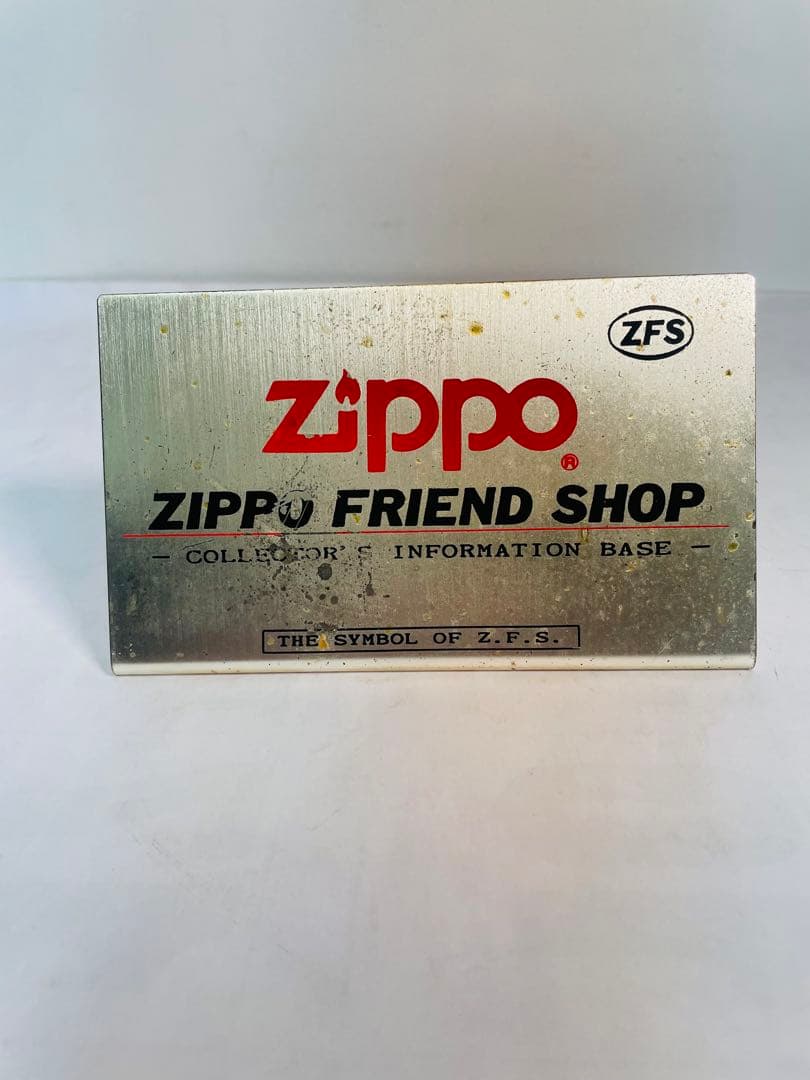 ZFS
Zippo®
ZIPPO FRIEND SHOP
- COLLECTOR'S INFORMATION BASE -
THE SYMBOL OF Z.F.S.